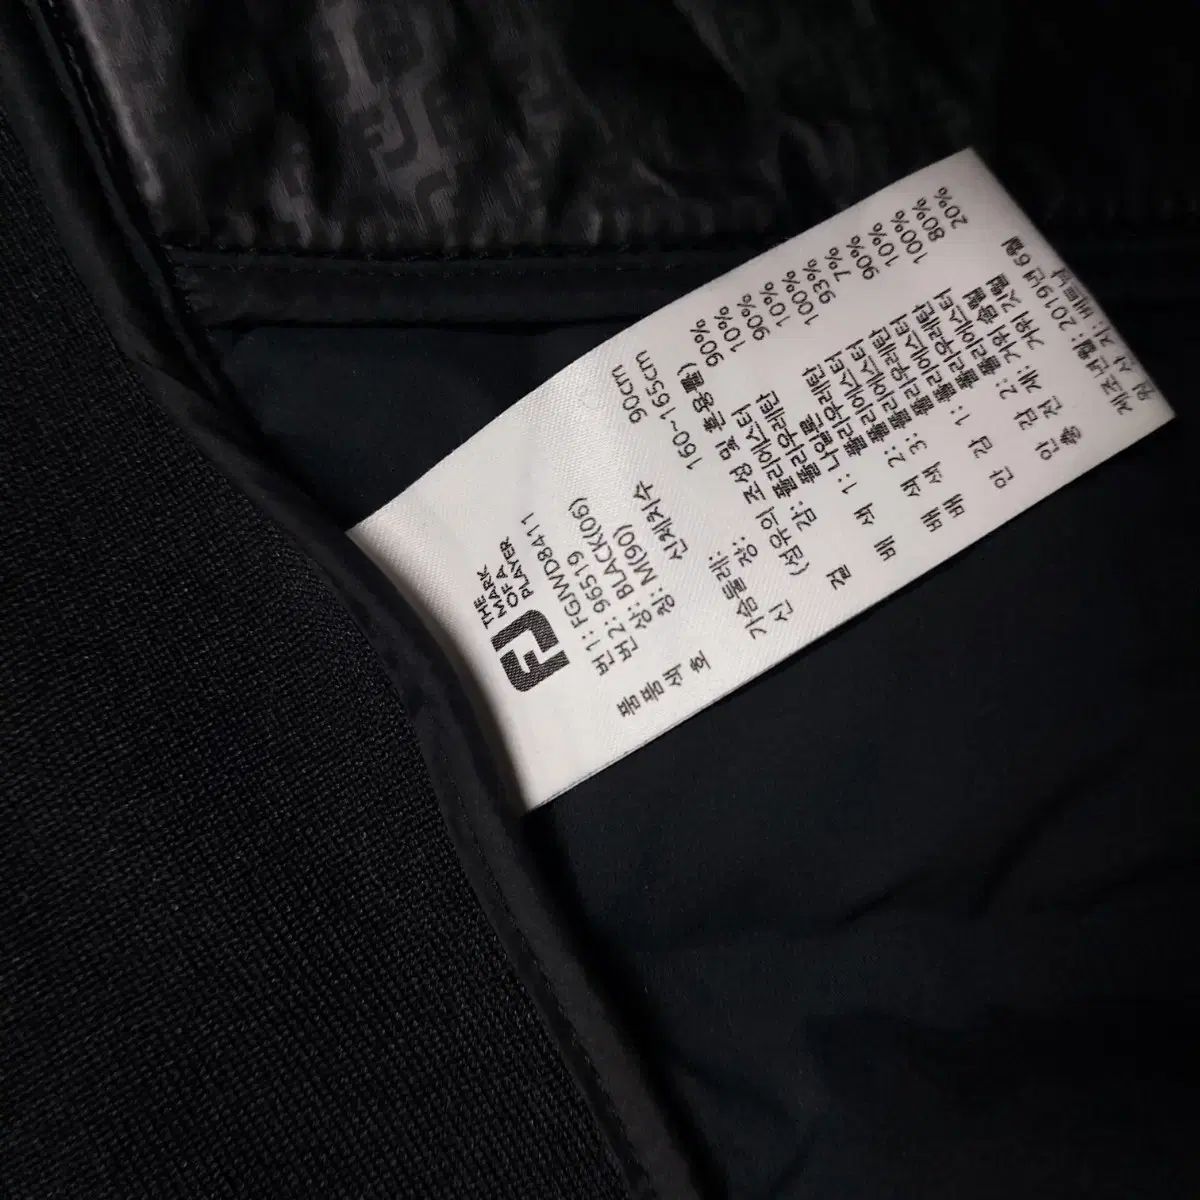 FJ
THE
MARK
OF A
PLAYER
품번1: FGJWD8411
품번2: 96519
색 상: BLACK(06)
호 칭: M(90)
신체치수
가슴둘레: 90cm
신 장: 160~165cm
(섬유의 조성 및 혼용률)
겉 감: 폴리에스터 90%
폴리우레탄 10%
배 색 1: 나일론 90%
폴리우레탄 10%
배 색 2: 폴리에스터 100%
배 색 3: 폴리에스터 93%
폴리우레탄 7%
안 감 1: 폴리에스터 90%
폴리우레탄 10%
안 감 2: 폴리에스터 100%
충 전 재: 거위 솜털 80%
거위 깃털 20%
제조년월: 2019년 6월
원 산 지: 베트남